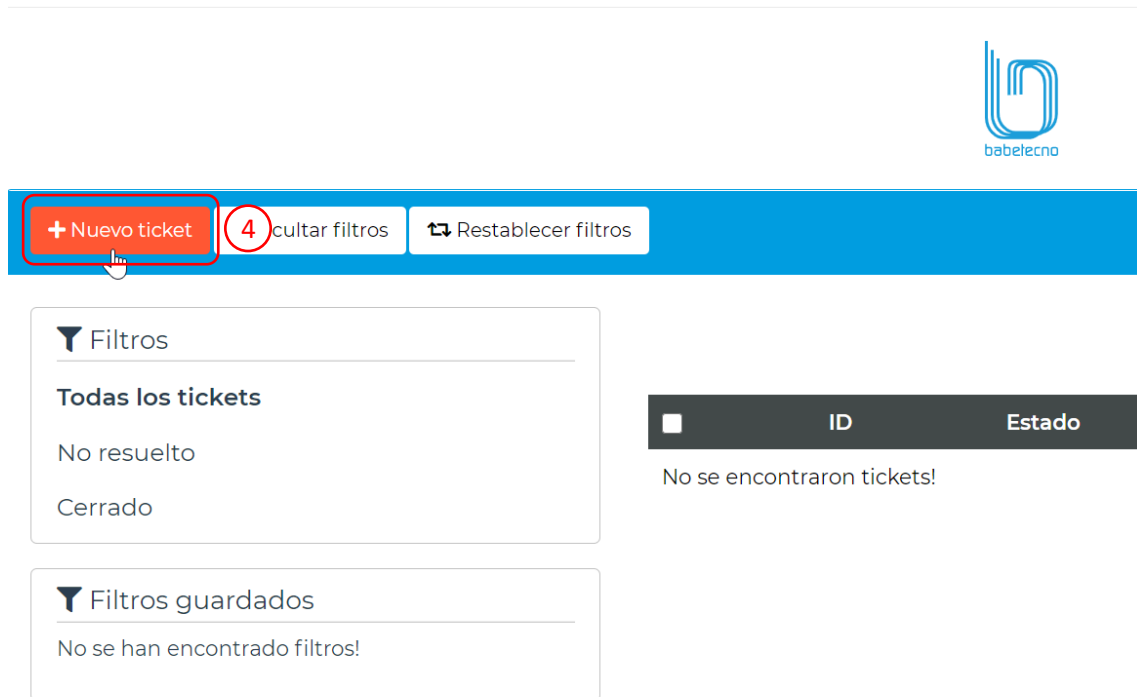 babetecno
Nuevo ticket
4
cultar filtros
Restablecer filtros
Filtros
Todas los tickets
No resuelto
Cerrado
ID Estado
No se encontraron tickets!
Filtros guardados
No se han encontrado filtros!